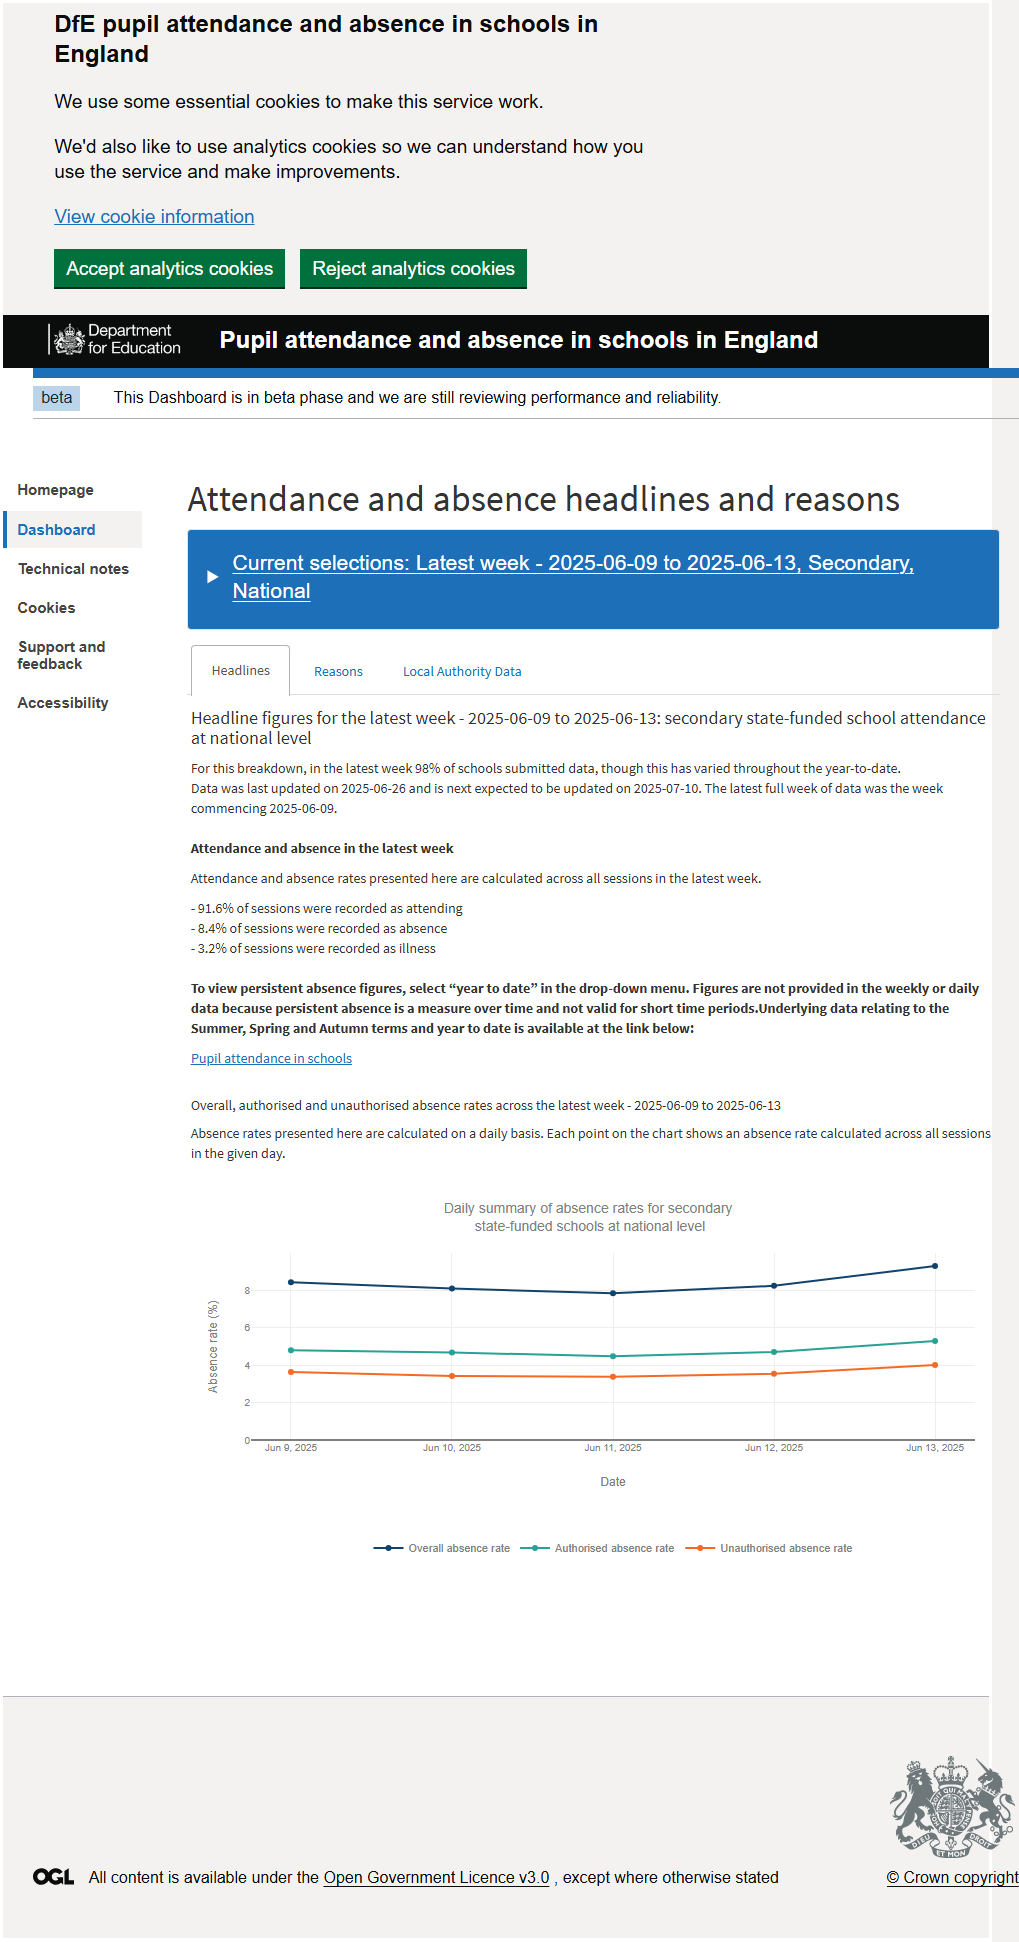 DfE pupil attendance and absence in schools in
England
We use some essential cookies to make this service work.
We'd also like to use analytics cookies so we can understand how you
use the service and make improvements.
View cookie information
Accept analytics cookies
Reject analytics cookies
Department
for Education
Pupil attendance and absence in schools in England
beta
This Dashboard is in beta phase and we are still reviewing performance and reliability.
Homepage
Dashboard
Technical notes
Cookies
Support and
feedback
Accessibility
Attendance and absence headlines and reasons
Current selections: Latest week - 2025-06-09 to 2025-06-13, Secondary,
National
Headlines
Reasons
Local Authority Data
Headline figures for the latest week - 2025-06-09 to 2025-06-13: secondary state-funded school attendance
at national level
For this breakdown, in the latest week 98% of schools submitted data, though this has varied throughout the year-to-date.
Data was last updated on 2025-06-26 and is next expected to be updated on 2025-07-10. The latest full week of data was the week
commencing 2025-06-09.
Attendance and absence in the latest week
Attendance and absence rates presented here are calculated across all sessions in the latest week.
- 91.6% of sessions were recorded as attending
- 8.4% of sessions were recorded as absence
- 3.2% of sessions were recorded as illness
To view persistent absence figures, select “year to date” in the drop-down menu. Figures are not provided in the weekly or daily
data because persistent absence is a measure over time and not valid for short time periods.Underlying data relating to the
Summer, Spring and Autumn terms and year to date is available at the link below:
Pupil attendance in schools
Overall, authorised and unauthorised absence rates across the latest week - 2025-06-09 to 2025-06-13
Absence rates presented here are calculated on a daily basis. Each point on the chart shows an absence rate calculated across all sessions
in the given day.
Daily summary of absence rates for secondary
state-funded schools at national level
Absence rate (%)
8
6
4
2
0
Jun 9, 2025
Jun 10, 2025
Jun 11, 2025
Jun 12, 2025
Jun 13, 2025
Date
Overall absence rate
Authorised absence rate
Unauthorised absence rate
DIEU ET MON DROIT
OGL
All content is available under the Open Government Licence v3.0 , except where otherwise stated
© Crown copyright